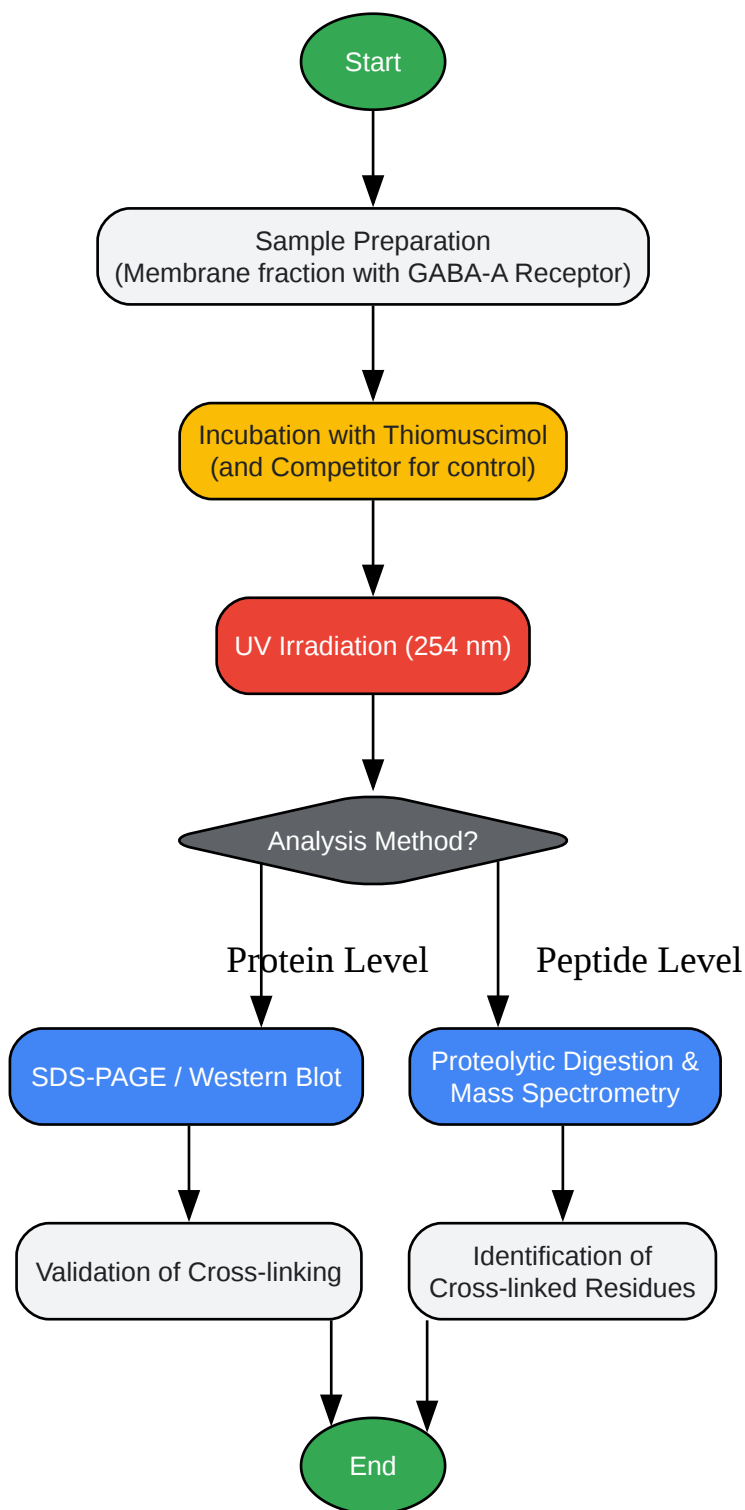 Start
Sample Preparation
(Membrane fraction with GABA-A Receptor)
Incubation with Thiomuscimol
(and Competitor for control)
UV Irradiation (254 nm)
Analysis Method?
Protein Level
Peptide Level
SDS-PAGE / Western Blot
Proteolytic Digestion &
Mass Spectrometry
Validation of Cross-linking
Identification of
Cross-linked Residues
End